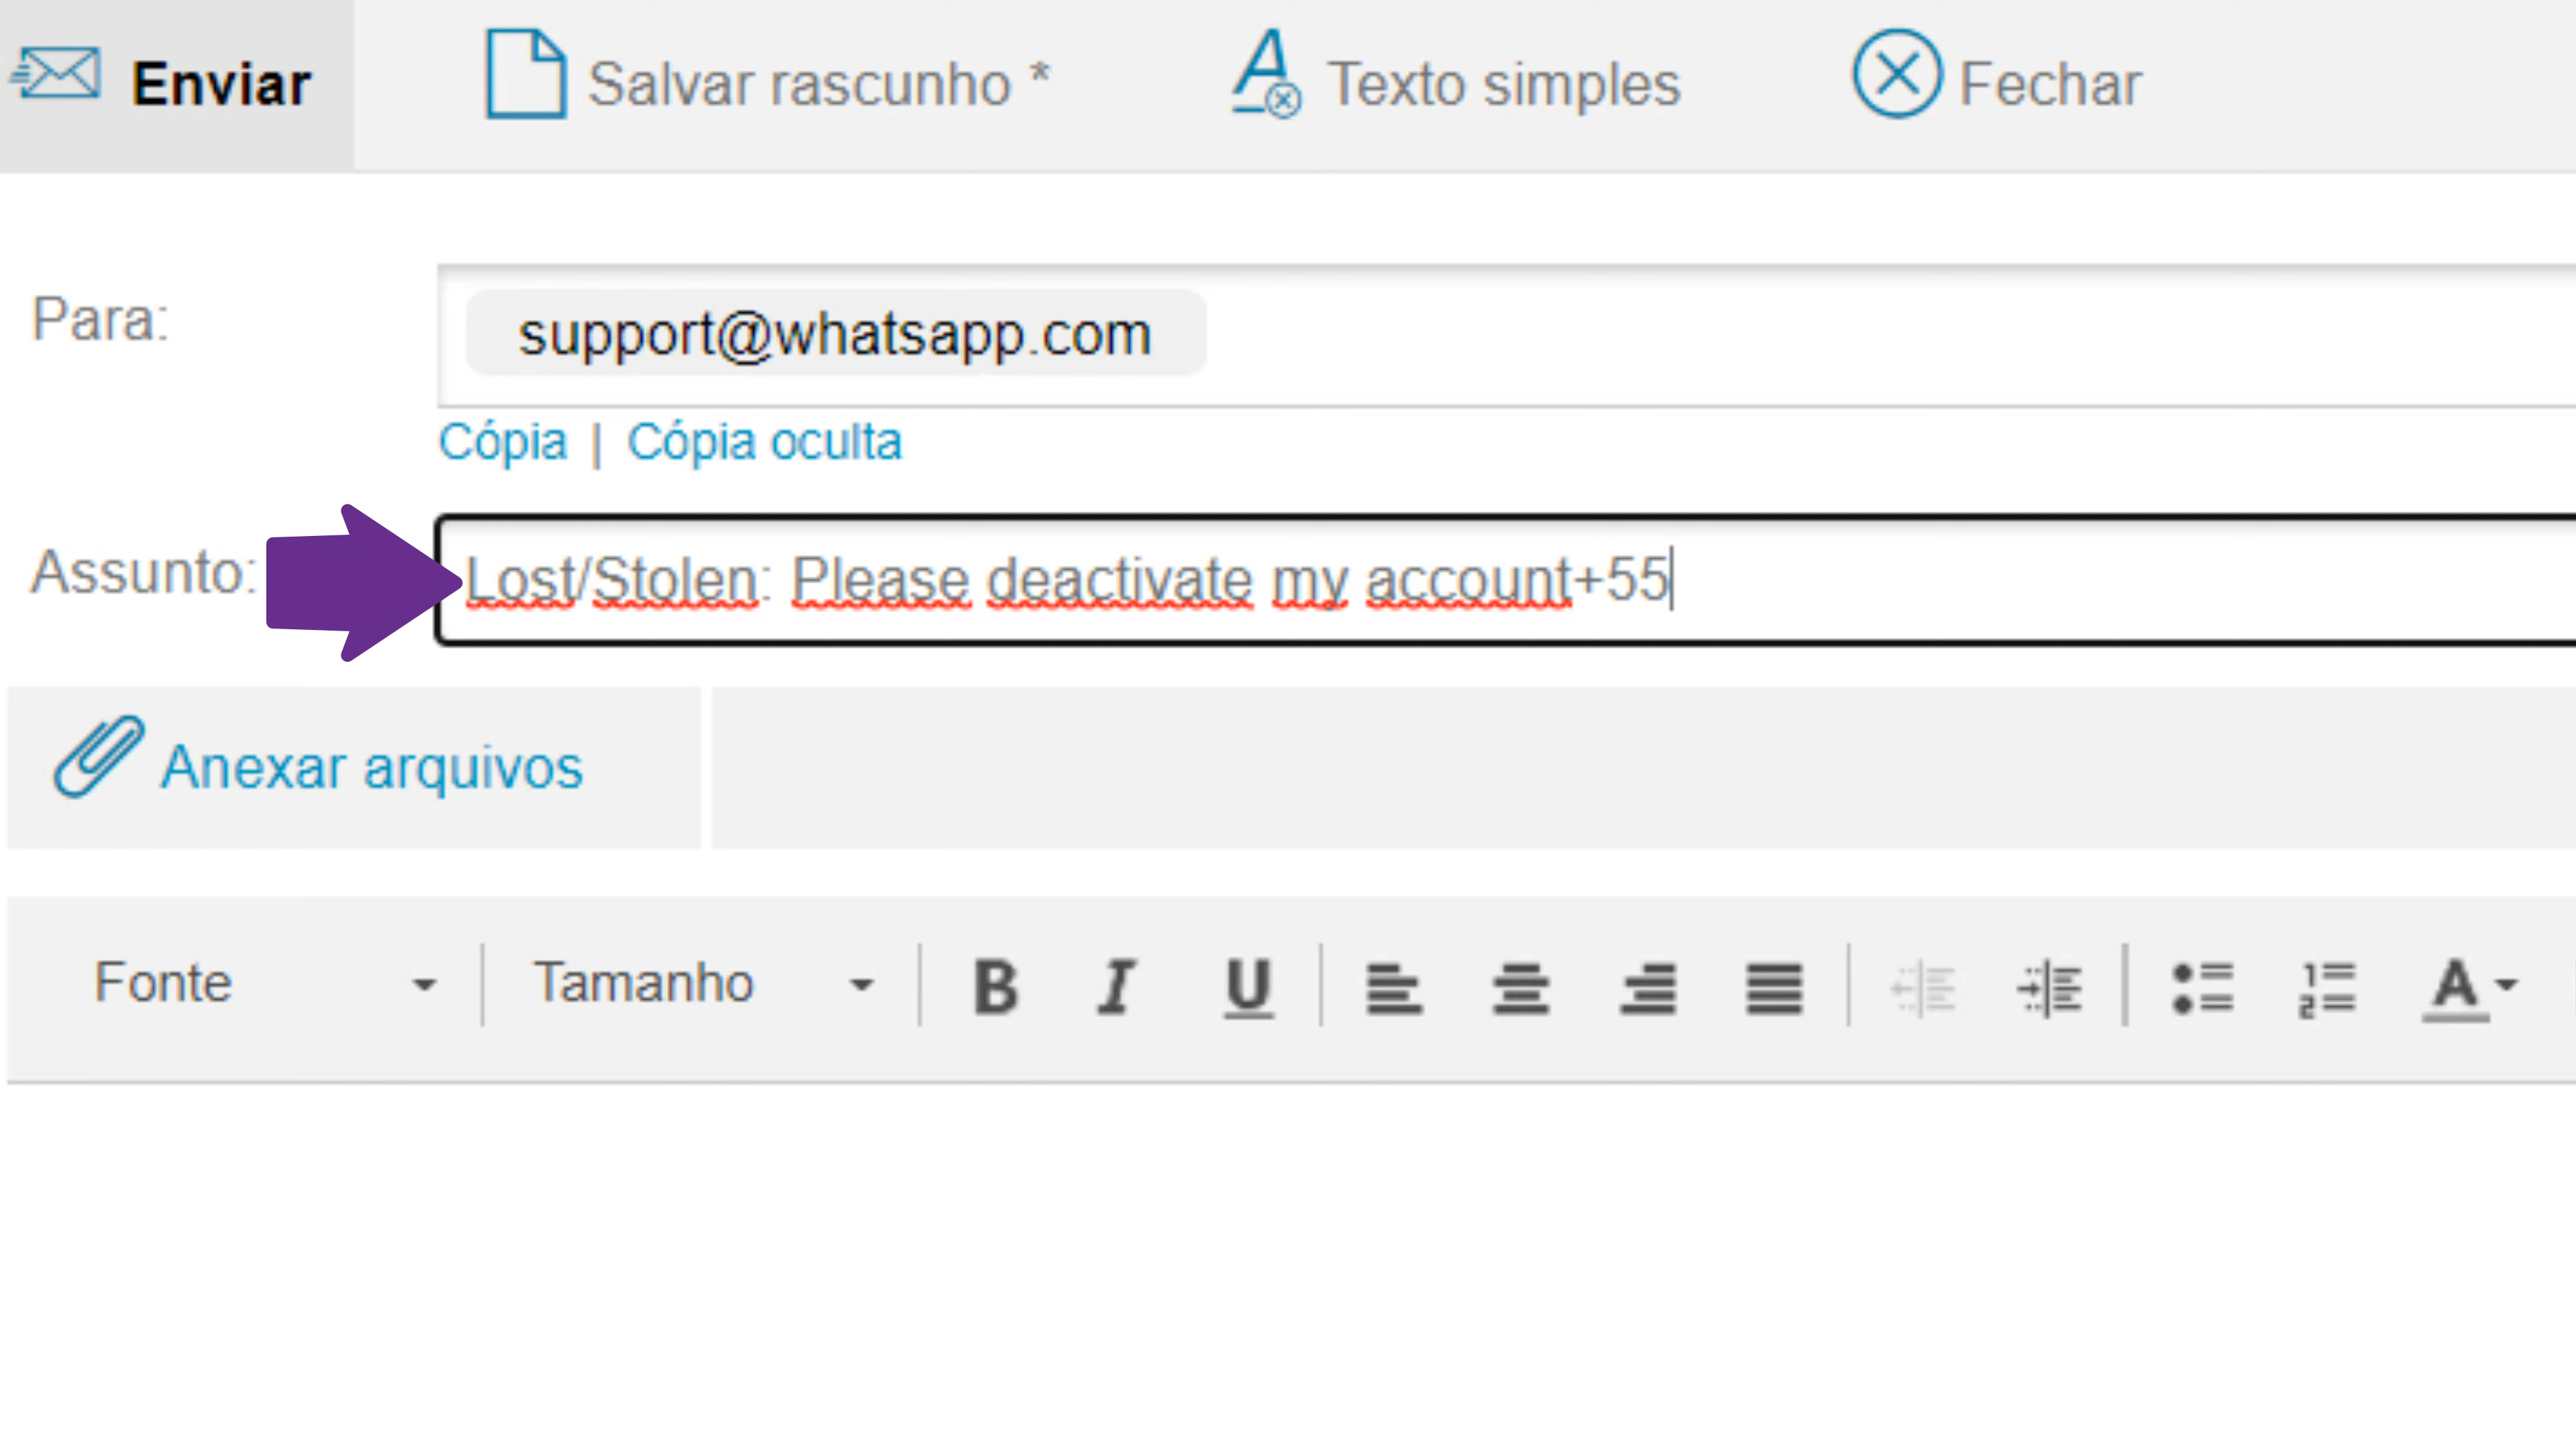 Enviar Salvar rascunho * Texto simples Fechar
Para: support@whatsapp.com
Cópia | Cópia oculta
Assunto: Lost/Stolen: Please deactivate my account+55
Anexar arquivos
Fonte Tamanho B I U A